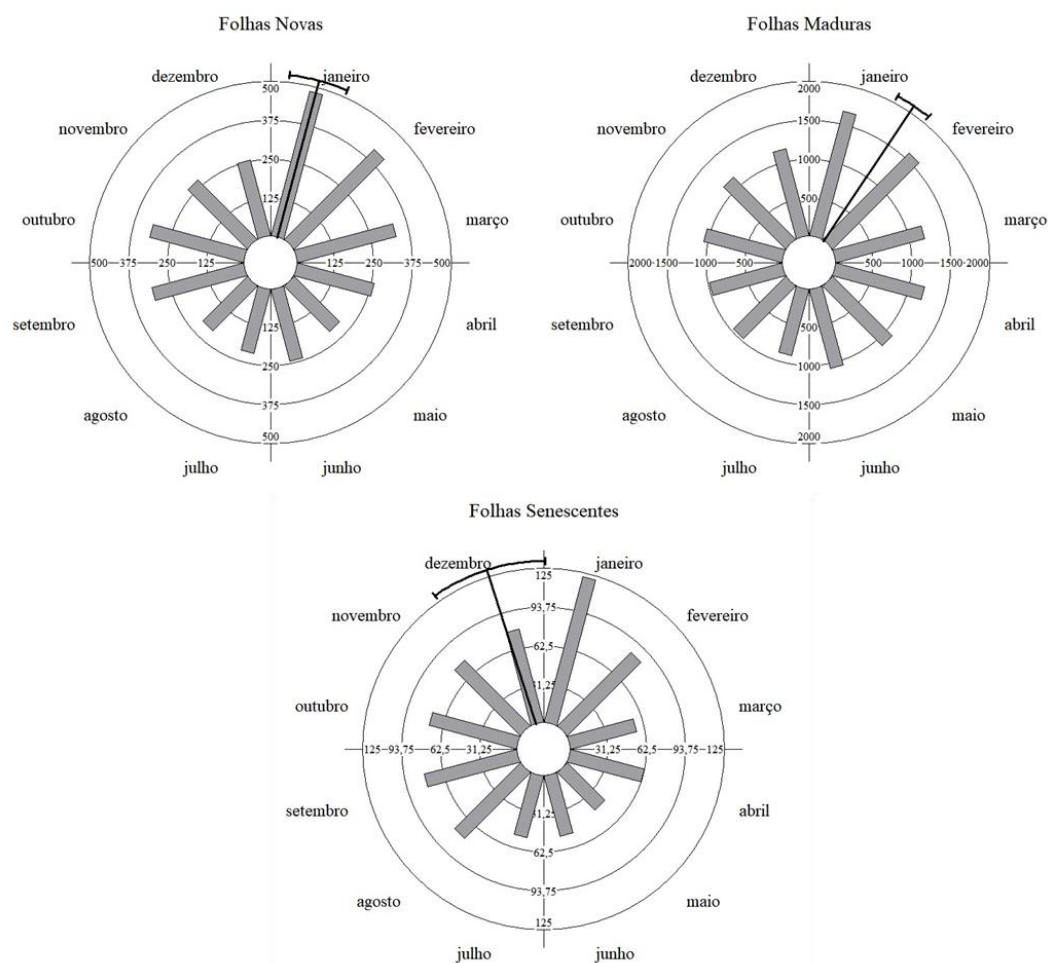 Folhas Novas
dezembro janeiro
novembro fevereiro
outubro março
setembro abril
agosto maio
julho junho
500
375
250
125
500 375 250 125 125 250 375 500
125
250
375
500
Folhas Maduras
dezembro janeiro
novembro fevereiro
outubro março
setembro abril
agosto maio
julho junho
2000
1500
1000
500
2000 1500 1000 500 500 1000 1500 2000
500
1000
1500
2000
Folhas Senescentes
dezembro janeiro
novembro fevereiro
outubro março
setembro abril
agosto maio
julho junho
125
93,75
62,5
31,25
125 93,75 62,5 31,25 31,25 62,5 93,75 125
31,25
62,5
93,75
125